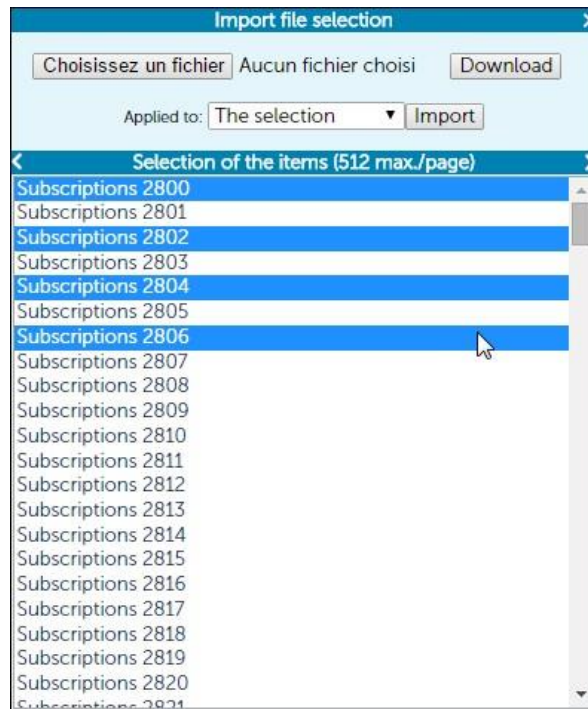 Import file selection
Choisissez un fichier Aucun fichier choisi Download
Applied to: The selection Import
Selection of the items (512 max./page)
Subscriptions 2800
Subscriptions 2801
Subscriptions 2802
Subscriptions 2803
Subscriptions 2804
Subscriptions 2805
Subscriptions 2806
Subscriptions 2807
Subscriptions 2808
Subscriptions 2809
Subscriptions 2810
Subscriptions 2811
Subscriptions 2812
Subscriptions 2813
Subscriptions 2814
Subscriptions 2815
Subscriptions 2816
Subscriptions 2817
Subscriptions 2818
Subscriptions 2819
Subscriptions 2820
Subscriptions 2821